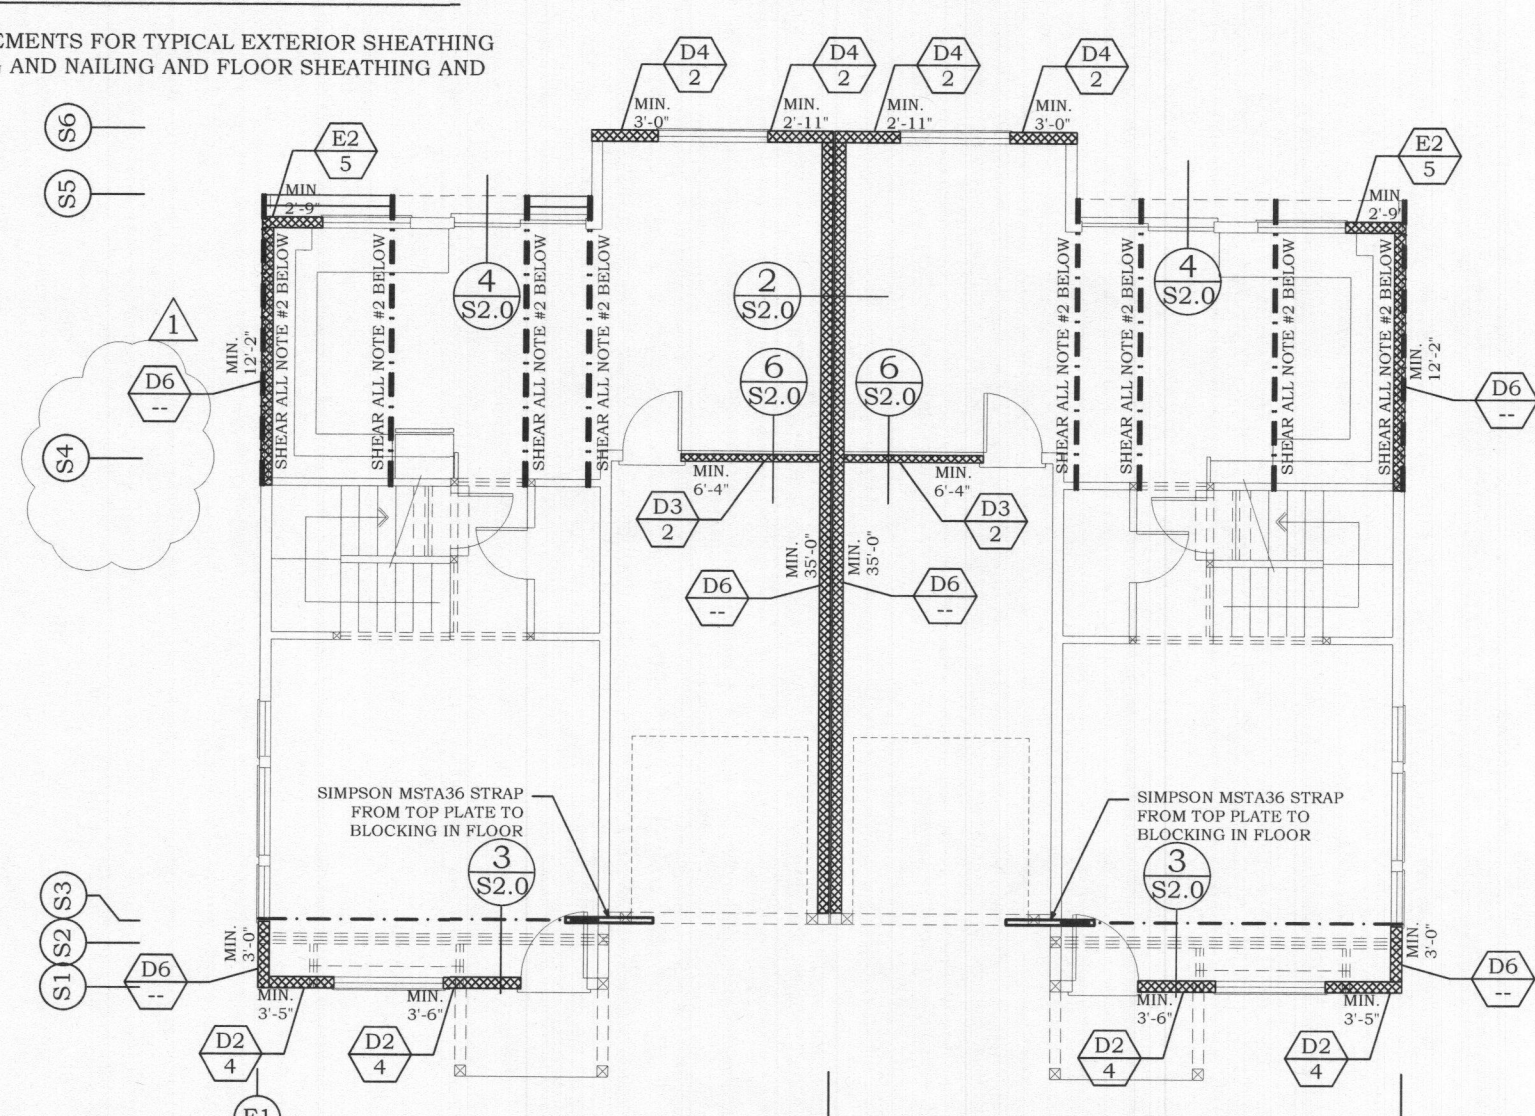 EMENTS FOR TYPICAL EXTERIOR SHEATHING
AND NAILING AND FLOOR SHEATHING AND
D4
2
D4
2
D4
2
D4
2
MIN.
3'-0"
MIN.
2'-11"
MIN.
2'-11"
MIN.
3'-0"
S6
S5
E2
5
E2
5
MIN
2'-9"
MIN
2'-9"
SHEAR ALL NOTE #2 BELOW
SHEAR ALL NOTE #2 BELOW
SHEAR ALL NOTE #2 BELOW
SHEAR ALL NOTE #2 BELOW
SHEAR ALL NOTE #2 BELOW
SHEAR ALL NOTE #2 BELOW
SHEAR ALL NOTE #2 BELOW
SHEAR ALL NOTE #2 BELOW
4
S2.0
2
S2.0
4
S2.0
1
MIN.
12'-2"
MIN.
12'-2"
D6
--
6
S2.0
6
S2.0
D6
--
S4
MIN.
6'-4"
MIN.
6'-4"
D3
2
D3
2
MIN.
35'-0"
MIN.
35'-0"
D6
--
D6
--
SIMPSON MSTA36 STRAP
FROM TOP PLATE TO
BLOCKING IN FLOOR
SIMPSON MSTA36 STRAP
FROM TOP PLATE TO
BLOCKING IN FLOOR
3
S2.0
3
S2.0
S3
S2
S1
MIN.
3'-0"
MIN.
3'-0"
D6
--
D6
--
MIN.
3'-5"
MIN.
3'-6"
MIN.
3'-6"
MIN.
3'-5"
D2
4
D2
4
D2
4
D2
4
E1